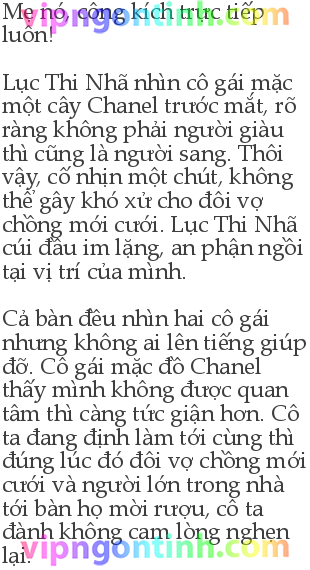 Mẹ nó, công kích trực tiếp
luôn!
Lục Thi Nhã nhìn cô gái mặc
một cây Chanel trước mắt, rõ
ràng không phải người giàu
thì cũng là người sang. Thôi
vậy, cố nhịn một chút, không
thể gây khó xử cho đôi vợ
chồng mới cưới. Lục Thi Nhã
cúi đầu im lặng, an phận ngồi
tại vị trí của mình.
Cả bàn đều nhìn hai cô gái
nhưng không ai lên tiếng giúp
đỡ. Cô gái mặc đồ Chanel
thấy mình không được quan
tâm thì càng tức giận hơn. Cô
ta đang định làm tới cùng thì
đúng lúc đó đôi vợ chồng mới
cưới và người lớn trong nhà
tới bàn họ mời rượu, cô ta
đành không cam lòng nghẹn
lại.
vipngontinh.com
vipngontinh.com